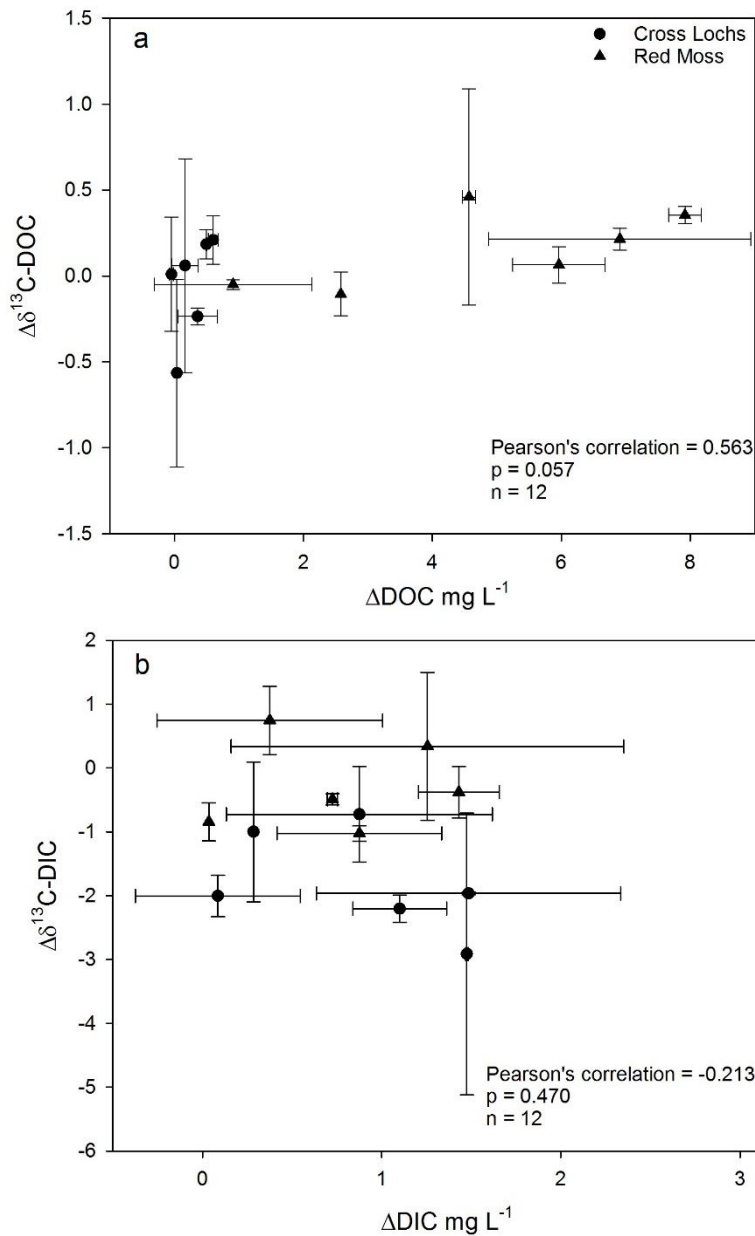 a
Cross Lochs
Red Moss
1.5
1.0
0.5
0.0
-0.5
-1.0
-1.5
Δδ¹³C-DOC
Pearson's correlation = 0.563
p = 0.057
n = 12
0 2 4 6 8
ΔDOC mg L⁻¹
b
2
1
0
-1
-2
-3
-4
-5
-6
Δδ¹³C-DIC
Pearson's correlation = -0.213
p = 0.470
n = 12
0 1 2 3
ΔDIC mg L⁻¹